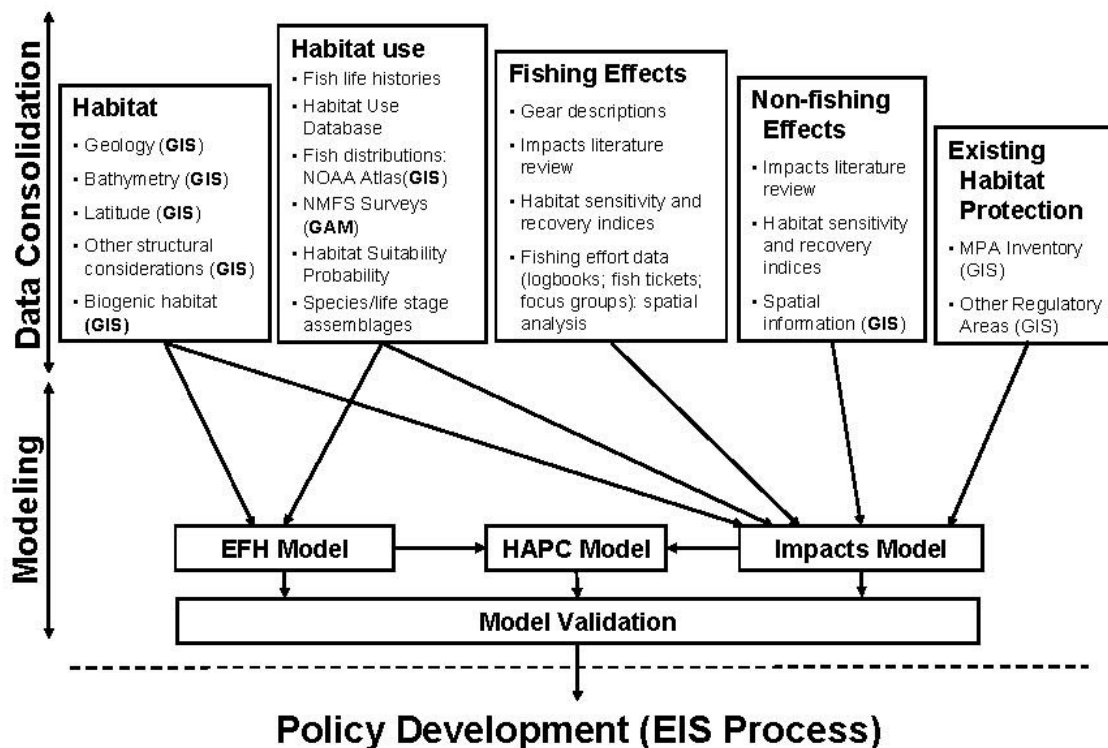 Data Consolidation
Habitat
▪ Geology (GIS)
▪ Bathymetry (GIS)
▪ Latitude (GIS)
▪ Other structural
considerations (GIS)
▪ Biogenic habitat
(GIS)
Habitat use
▪ Fish life histories
▪ Habitat Use
Database
▪ Fish distributions:
NOAA Atlas(GIS)
▪ NMFS Surveys
(GAM)
▪ Habitat Suitability
Probability
▪ Species/life stage
assemblages
Fishing Effects
▪ Gear descriptions
▪ Impacts literature
review
▪ Habitat sensitivity and
recovery indices
▪ Fishing effort data
(logbooks; fish tickets;
focus groups): spatial
analysis
Non-fishing
Effects
▪ Impacts literature
review
▪ Habitat sensitivity
and recovery
indices
▪ Spatial
information (GIS)
Existing
Habitat
Protection
▪ MPA Inventory
(GIS)
▪ Other Regulatory
Areas (GIS)
Modeling
EFH Model
HAPC Model
Impacts Model
Model Validation
Policy Development (EIS Process)